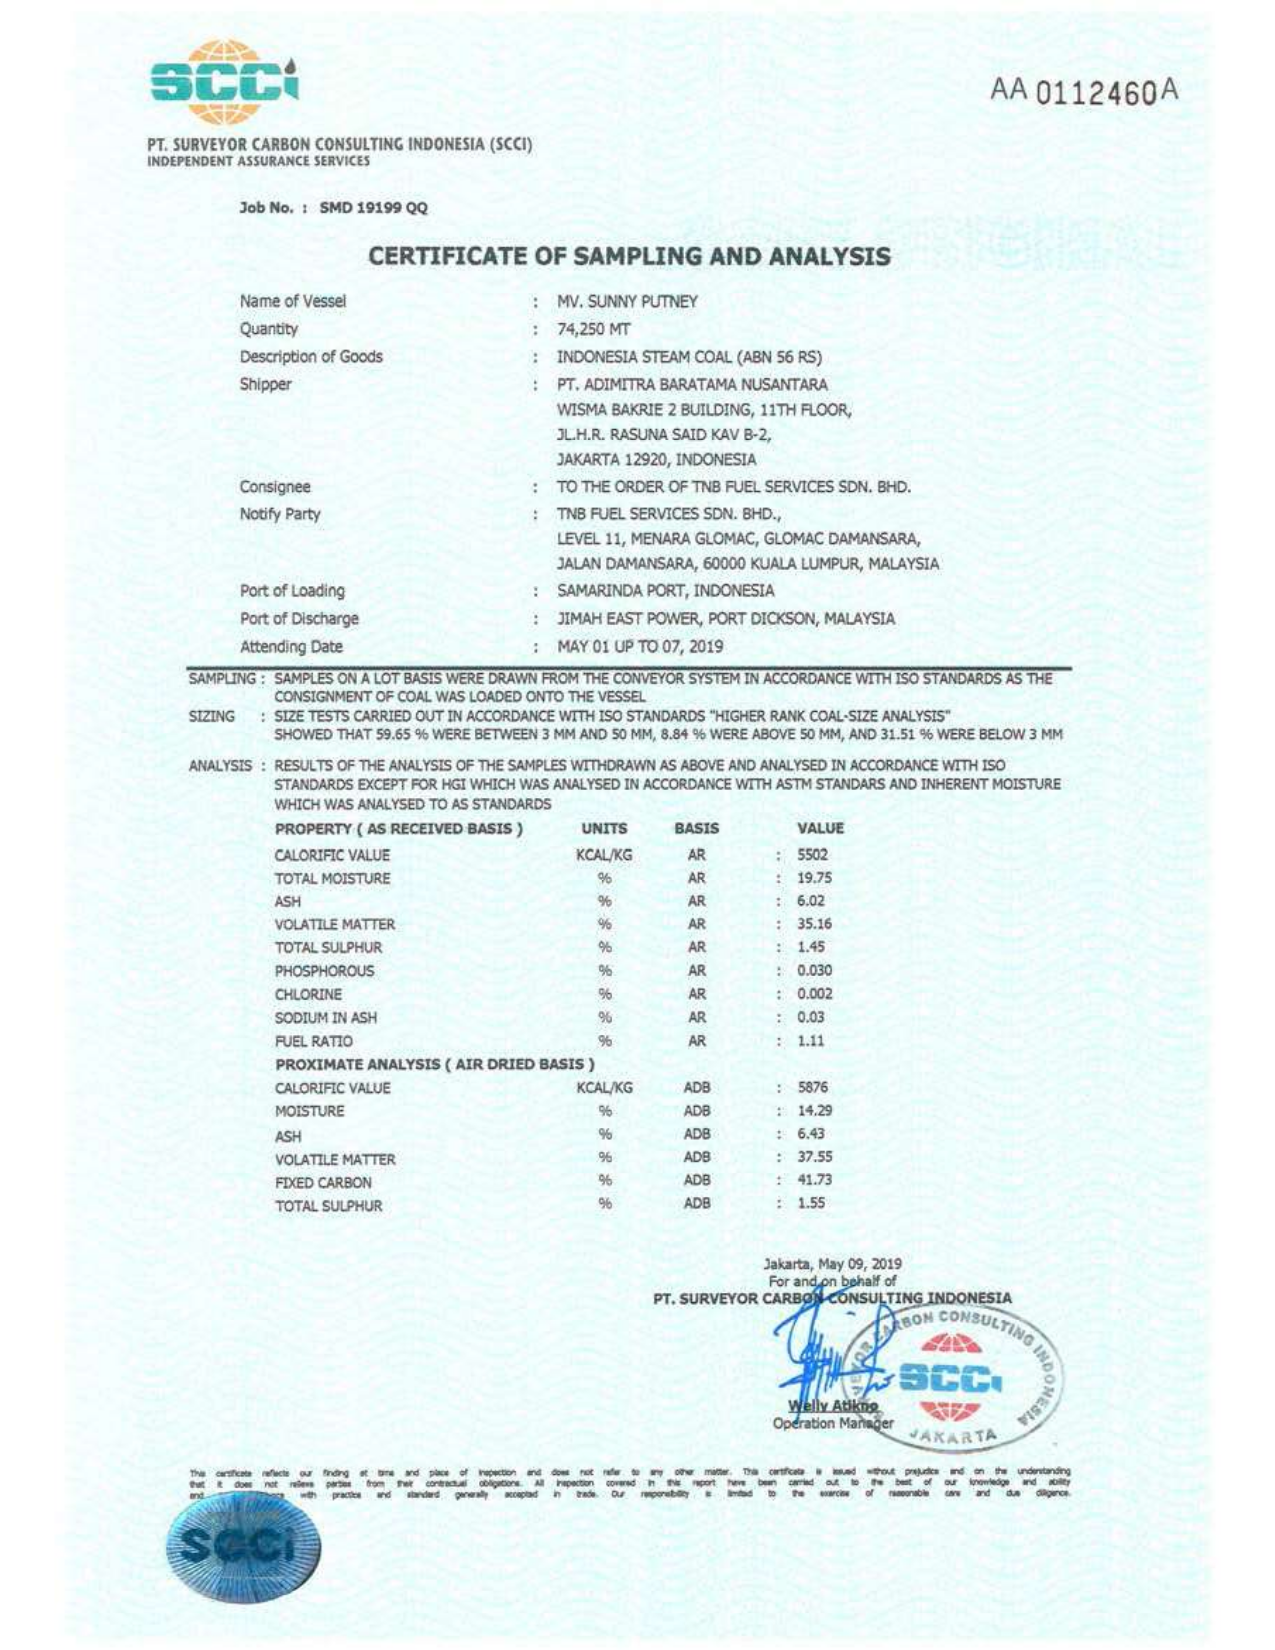 SCCi
AA 0112460A
PT. SURVEYOR CARBON CONSULTING INDONESIA (SCCI)
INDEPENDENT ASSURANCE SERVICES
Job No. : SMD 19199 QQ
CERTIFICATE OF SAMPLING AND ANALYSIS
Name of Vessel : MV. SUNNY PUTNEY
Quantity : 74,250 MT
Description of Goods : INDONESIA STEAM COAL (ABN 56 RS)
Shipper : PT. ADIMITRA BARATAMA NUSANTARA
WISMA BAKRIE 2 BUILDING, 11TH FLOOR,
JL.H.R. RASUNA SAID KAV B-2,
JAKARTA 12920, INDONESIA
Consignee : TO THE ORDER OF TNB FUEL SERVICES SDN. BHD.
Notify Party : TNB FUEL SERVICES SDN. BHD.,
LEVEL 11, MENARA GLOMAC, GLOMAC DAMANSARA,
JALAN DAMANSARA, 60000 KUALA LUMPUR, MALAYSIA
Port of Loading : SAMARINDA PORT, INDONESIA
Port of Discharge : JIMAH EAST POWER, PORT DICKSON, MALAYSIA
Attending Date : MAY 01 UP TO 07, 2019
SAMPLING : SAMPLES ON A LOT BASIS WERE DRAWN FROM THE CONVEYOR SYSTEM IN ACCORDANCE WITH ISO STANDARDS AS THE
CONSIGNMENT OF COAL WAS LOADED ONTO THE VESSEL
SIZING : SIZE TESTS CARRIED OUT IN ACCORDANCE WITH ISO STANDARDS "HIGHER RANK COAL-SIZE ANALYSIS"
SHOWED THAT 59.65 % WERE BETWEEN 3 MM AND 50 MM, 8.84 % WERE ABOVE 50 MM, AND 31.51 % WERE BELOW 3 MM
ANALYSIS : RESULTS OF THE ANALYSIS OF THE SAMPLES WITHDRAWN AS ABOVE AND ANALYSED IN ACCORDANCE WITH ISO
STANDARDS EXCEPT FOR HGI WHICH WAS ANALYSED IN ACCORDANCE WITH ASTM STANDARS AND INHERENT MOISTURE
WHICH WAS ANALYSED TO AS STANDARDS
PROPERTY ( AS RECEIVED BASIS ) UNITS BASIS VALUE
CALORIFIC VALUE KCAL/KG AR : 5502
TOTAL MOISTURE % AR : 19.75
ASH % AR : 6.02
VOLATILE MATTER % AR : 35.16
TOTAL SULPHUR % AR : 1.45
PHOSPHOROUS % AR : 0.030
CHLORINE % AR : 0.002
SODIUM IN ASH % AR : 0.03
FUEL RATIO % AR : 1.11
PROXIMATE ANALYSIS ( AIR DRIED BASIS )
CALORIFIC VALUE KCAL/KG ADB : 5876
MOISTURE % ADB : 14.29
ASH % ADB : 6.43
VOLATILE MATTER % ADB : 37.55
FIXED CARBON % ADB : 41.73
TOTAL SULPHUR % ADB : 1.55
Jakarta, May 09, 2019
For and on behalf of
PT. SURVEYOR CARBON CONSULTING INDONESIA
CARBON CONSULTING INDONESIA
SCCi
JAKARTA
Welly Atikno
Operation Manager
This certificate reflects our finding at time and place of inspection and does not refer to any other matter. This certificate is issued without prejudice and on the understanding
that it does not relieve parties from their contractual obligations. All inspection covered in this report have been carried out to the best of our knowledge and ability
and with practice and standard generally accepted in trade. Our responsibility is limited to the exercise of reasonable care and due diligence.
SCCi